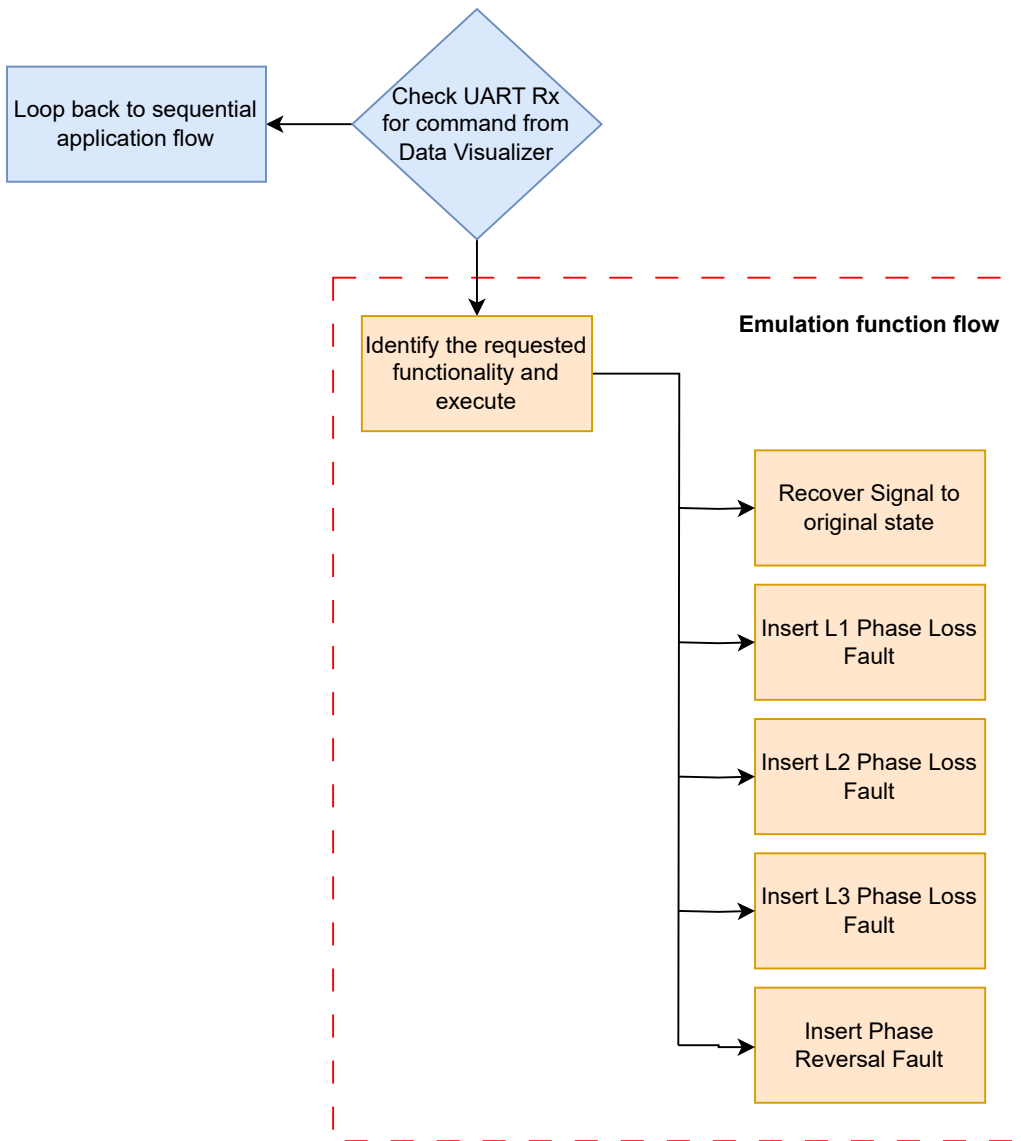 Check UART Rx
for command from
Data Visualizer
Loop back to sequential
application flow
Emulation function flow
Identify the requested
functionality and
execute
Recover Signal to
original state
Insert L1 Phase Loss
Fault
Insert L2 Phase Loss
Fault
Insert L3 Phase Loss
Fault
Insert Phase
Reversal Fault